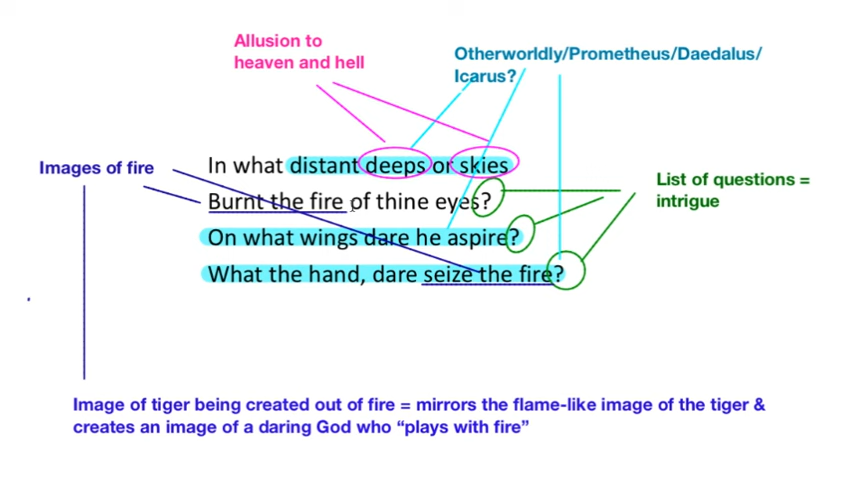 Allusion to
heaven and hell
Otherworldly/Prometheus/Daedalus/
Icarus?
Images of fire
In what distant deeps or skies
Burnt the fire of thine eyes?
On what wings dare he aspire?
What the hand, dare seize the fire?
List of questions =
intrigue
Image of tiger being created out of fire = mirrors the flame-like image of the tiger &
creates an image of a daring God who “plays with fire”